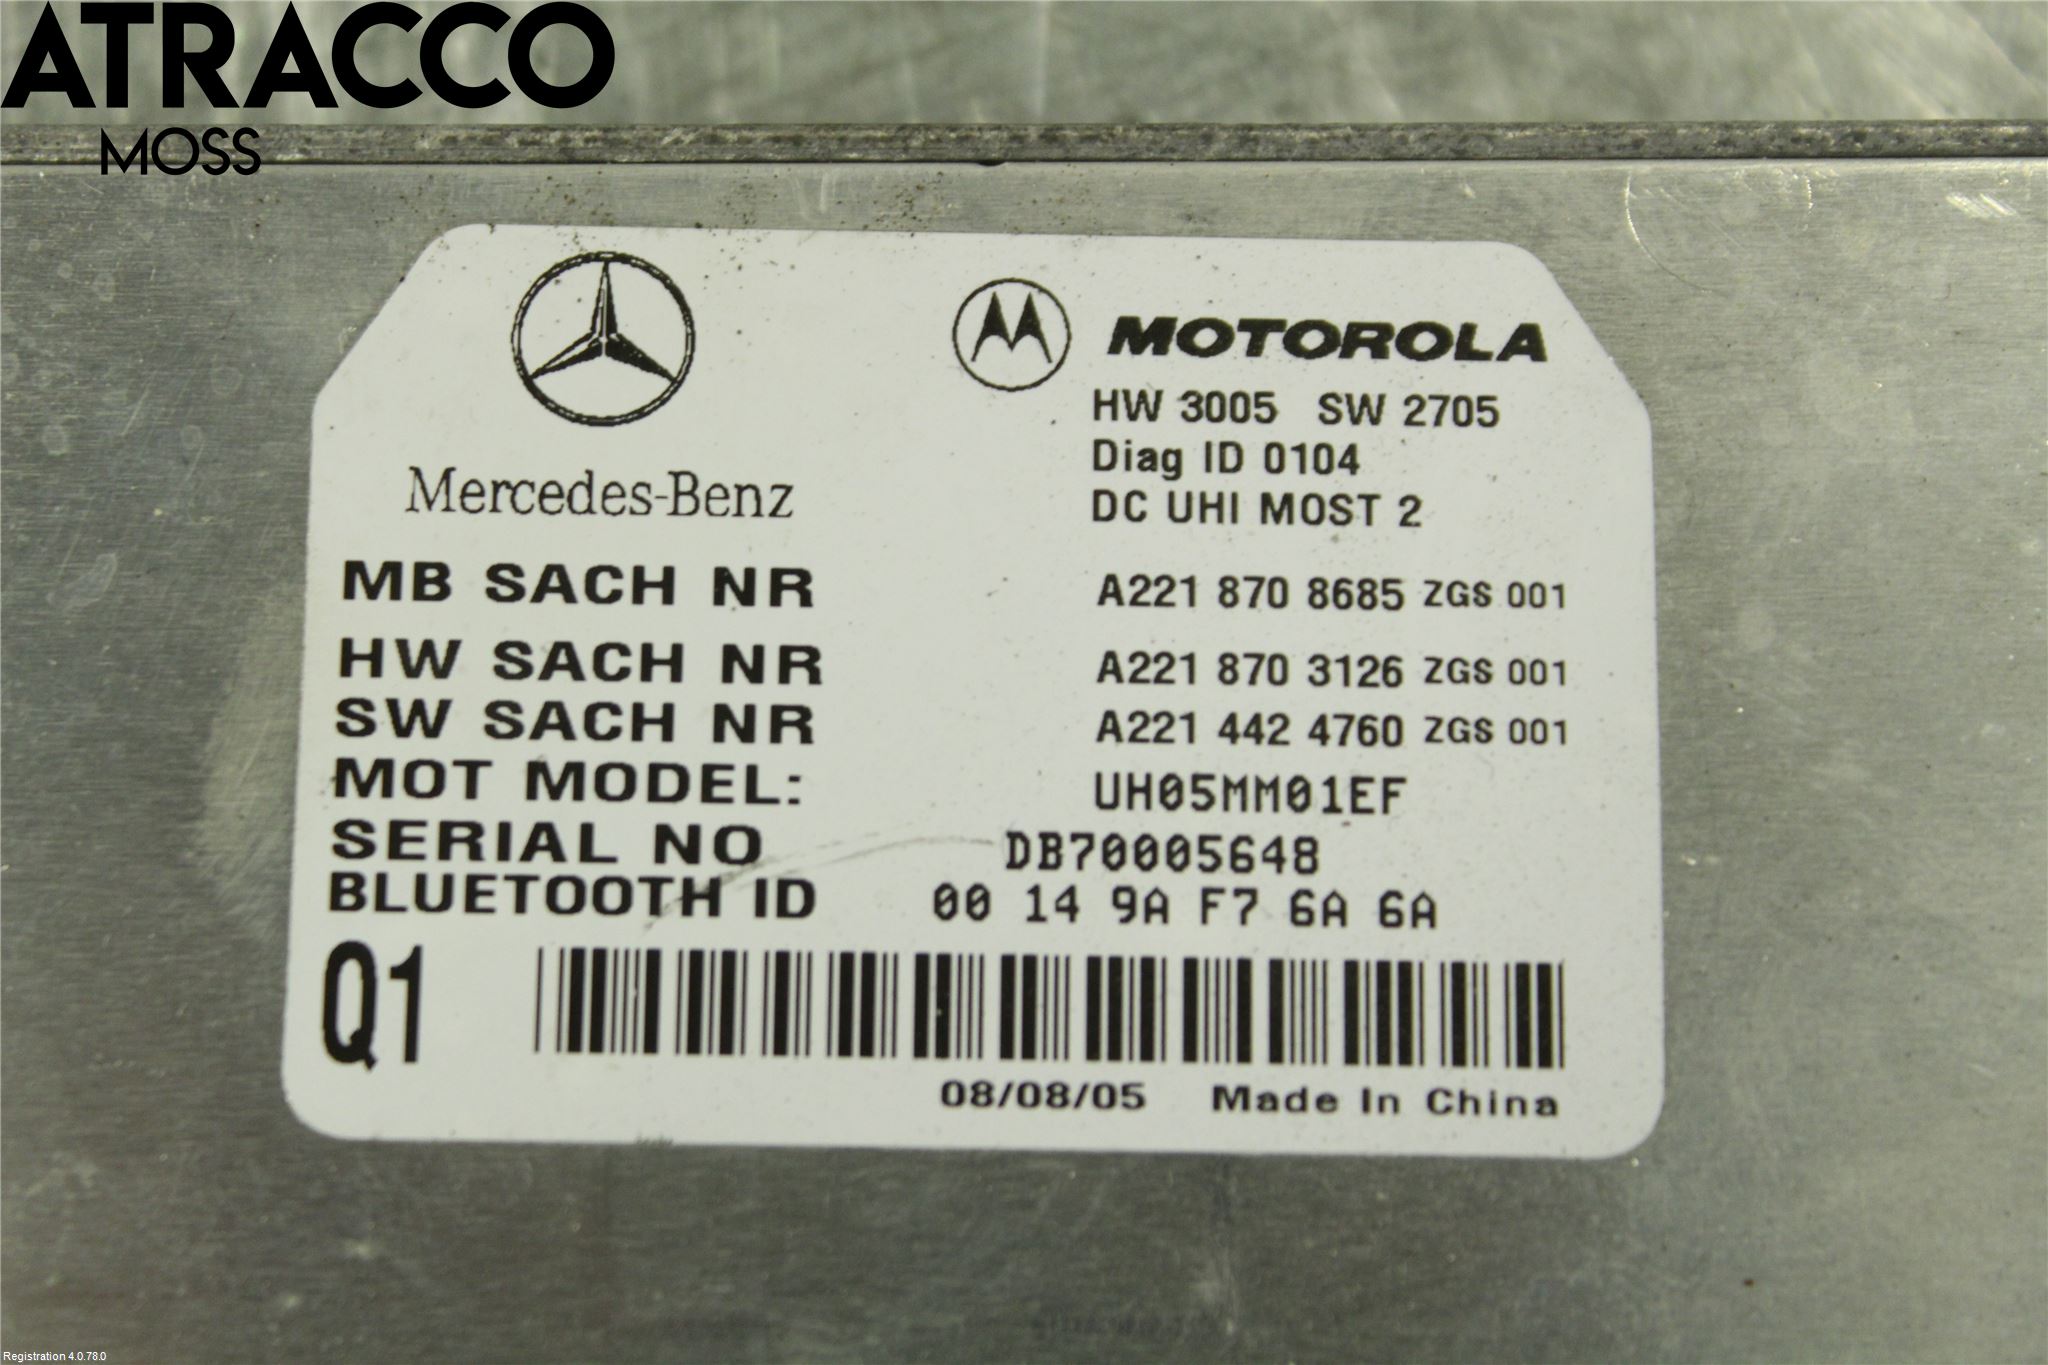 ATRACCO
MOSS
MOTOROLA
HW 3005 SW 2705
Diag ID 0104
Mercedes-Benz
DC UHI MOST 2
MB SACH NR A221 870 8685 ZGS 001
HW SACH NR A221 870 3126 ZGS 001
SW SACH NR A221 442 4760 ZGS 001
MOT MODEL: UH05MM01EF
SERIAL NO DB70005648
BLUETOOTH ID 00 14 9A F7 6A 6A
Q1
08/08/05 Made In China
Registration 4.0.78.0